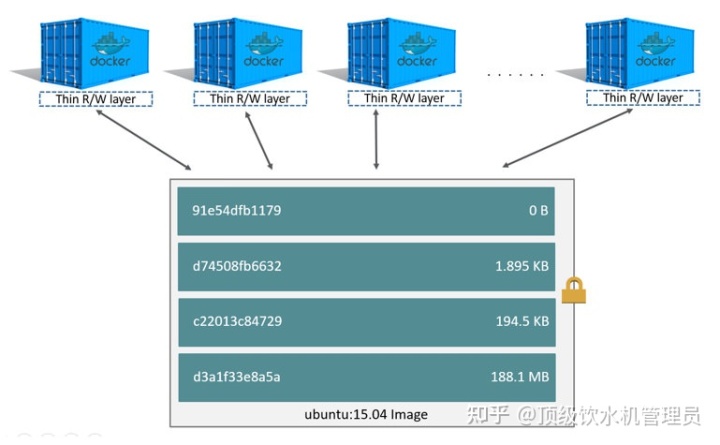 docker docker docker docker
Thin R/W layer Thin R/W layer Thin R/W layer ...... Thin R/W layer
91e54dfb1179 0 B
d74508fb6632 1.895 KB
c22013c84729 194.5 KB
d3a1f33e8a5a 188.1 MB
ubuntu:15.04 Image
知乎 @顶级饮水机管理员